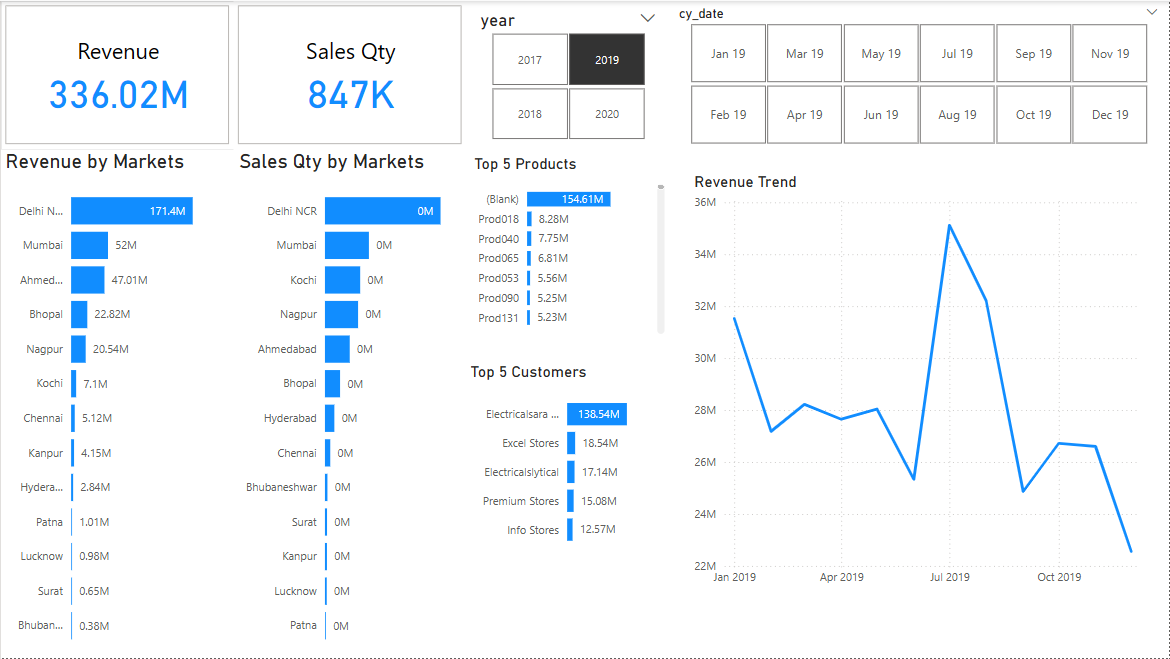 Revenue
336.02M
Sales Qty
847K
year
2017
2019
2018
2020
cy_date
Jan 19
Mar 19
May 19
Jul 19
Sep 19
Nov 19
Feb 19
Apr 19
Jun 19
Aug 19
Oct 19
Dec 19
Revenue by Markets
Delhi N... 171.4M
Mumbai 52M
Ahmed... 47.01M
Bhopal 22.82M
Nagpur 20.54M
Kochi 7.1M
Chennai 5.12M
Kanpur 4.15M
Hydera... 2.84M
Patna 1.01M
Lucknow 0.98M
Surat 0.65M
Bhuban... 0.38M
Sales Qty by Markets
Delhi NCR 0M
Mumbai 0M
Kochi 0M
Nagpur 0M
Ahmedabad 0M
Bhopal 0M
Hyderabad 0M
Chennai 0M
Bhubaneshwar 0M
Surat 0M
Kanpur 0M
Lucknow 0M
Patna 0M
Top 5 Products
(Blank) 154.61M
Prod018 8.28M
Prod040 7.75M
Prod065 6.81M
Prod053 5.56M
Prod090 5.25M
Prod131 5.23M
Top 5 Customers
Electricalsara ... 138.54M
Excel Stores 18.54M
Electricalslytical 17.14M
Premium Stores 15.08M
Info Stores 12.57M
Revenue Trend
36M
34M
32M
30M
28M
26M
24M
22M
Jan 2019 Apr 2019 Jul 2019 Oct 2019